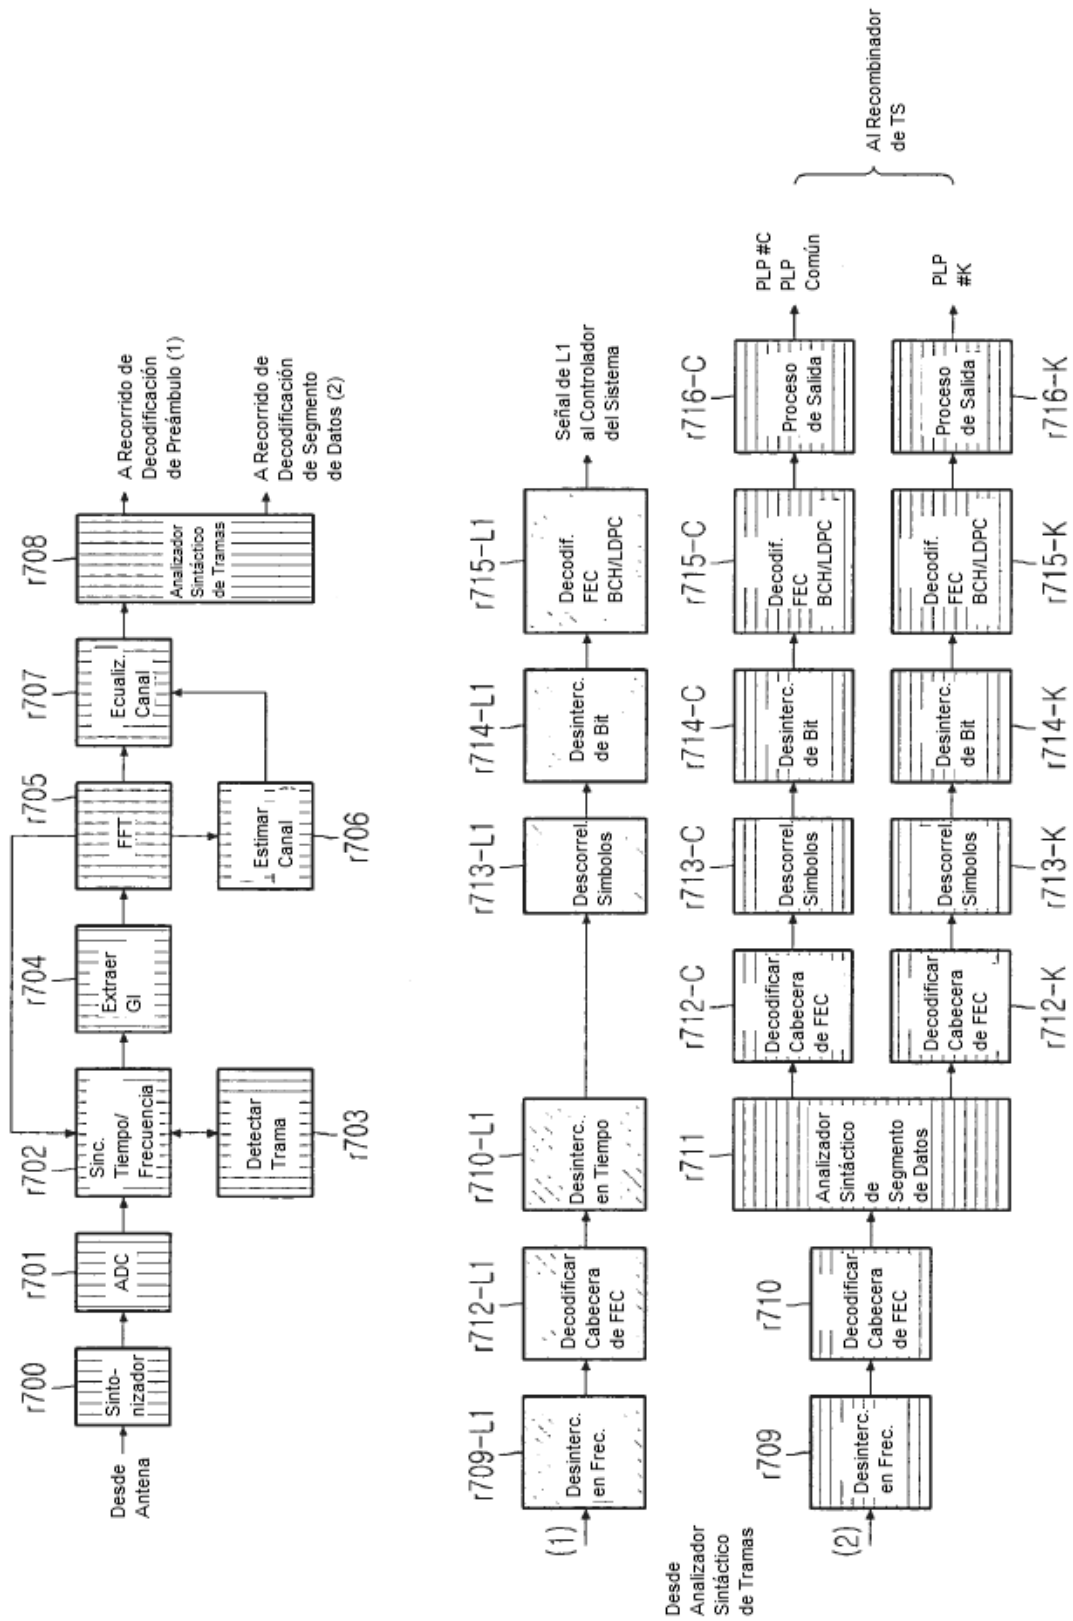 r700
r701
r702
r704
r705
r707
r708
Desde
Antena
Sinto-
nizador
ADC
Sinc.
Tiempo/
Frecuencia
Extraer
GI
FFT
Ecualiz.
Canal
Analizador
Sintáctico
de Tramas
A Recorrido de
Decodificación
de Preámbulo (1)
A Recorrido de
Decodificación
de Segmento
de Datos (2)
Detectar
Trama
r703
Estimar
Canal
r706
r709-L1
r712-L1
r710-L1
r713-L1
r714-L1
r715-L1
(1)
Desinterc.
en Frec.
Decodificar
Cabecera
de FEC
Desinterc.
en Tiempo
Descorrel.
Simbolos
Desinterc.
de Bit
Decodif.
FEC
BCH/LDPC
Señal de L1
al Controlador
del Sistema
Desde
Analizador
Sintáctico
de Tramas
r709
r710
r711
r712-C
r713-C
r714-C
r715-C
r716-C
(2)
Desinterc.
en Frec.
Decodificar
Cabecera
de FEC
Analizador
Sintáctico
de
Segmento
de Datos
Decodificar
Cabecera
de FEC
Descorrel.
Simbolos
Desinterc.
de Bit
Decodif.
FEC
BCH/LDPC
Proceso
de Salida
PLP #C
PLP
Común
Decodificar
Cabecera
de FEC
Descorrel.
Simbolos
Desinterc.
de Bit
Decodif.
FEC
BCH/LDPC
Proceso
de Salida
PLP
#K
Al Recombinador
de TS
r712-K
r713-K
r714-K
r715-K
r716-K